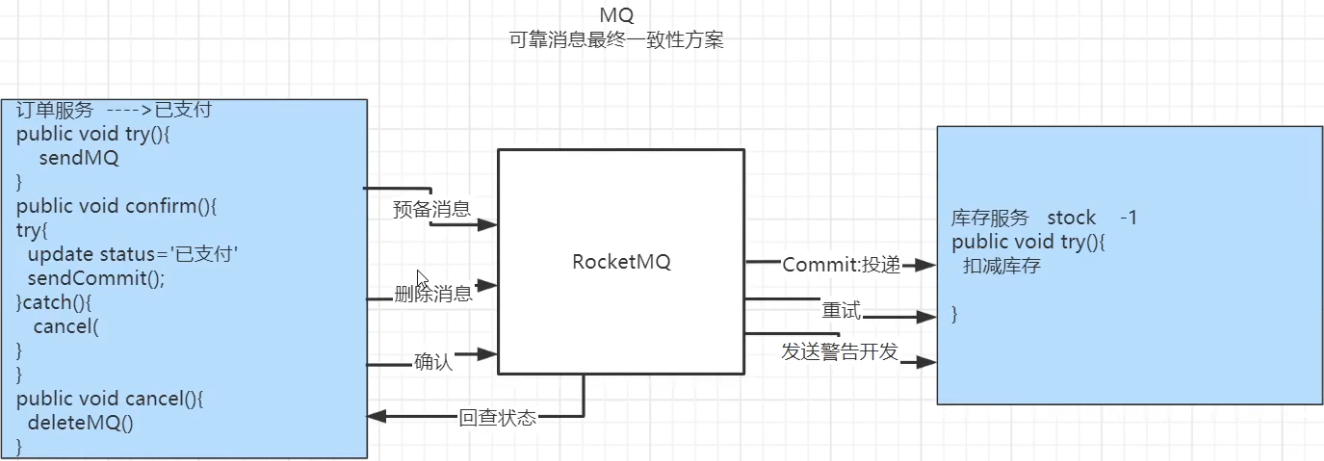 MQ
可靠消息最终一致性方案
订单服务 ---->已支付
public void try(){
sendMQ
}
public void confirm(){
try{
update status='已支付'
sendCommit();
}catch(){
cancel(
}
}
public void cancel(){
deleteMQ()
}
预备消息
删除消息
确认
回查状态
RocketMQ
Commit:投递
重试
发送警告开发
库存服务 stock -1
public void try(){
扣减库存
}